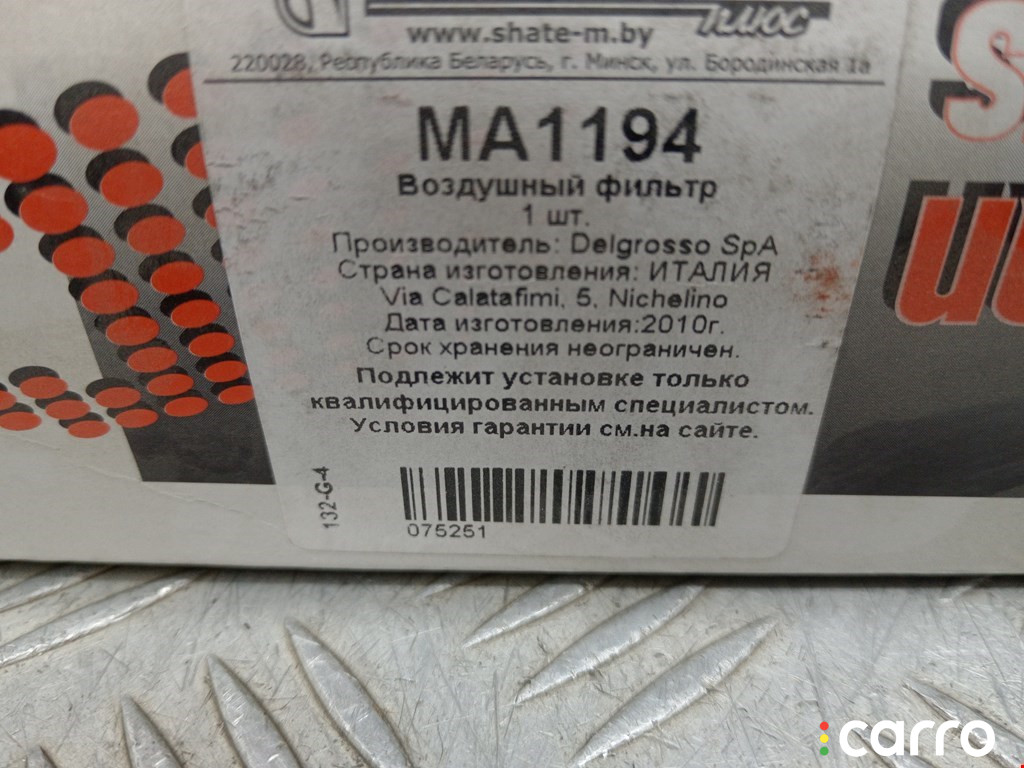 плюс
www.shate-m.by
220028, Республика Беларусь, г. Минск, ул. Бородинская 1а
MA1194
Воздушный фильтр
1 шт.
Производитель: Delgrosso SpA
Страна изготовления: ИТАЛИЯ
Via Calatafimi, 5, Nichelino
Дата изготовления:2010г.
Срок хранения неограничен.
Подлежит установке только
квалифицированным специалистом.
Условия гарантии см.на сайте.
132-G-4
075251
carro